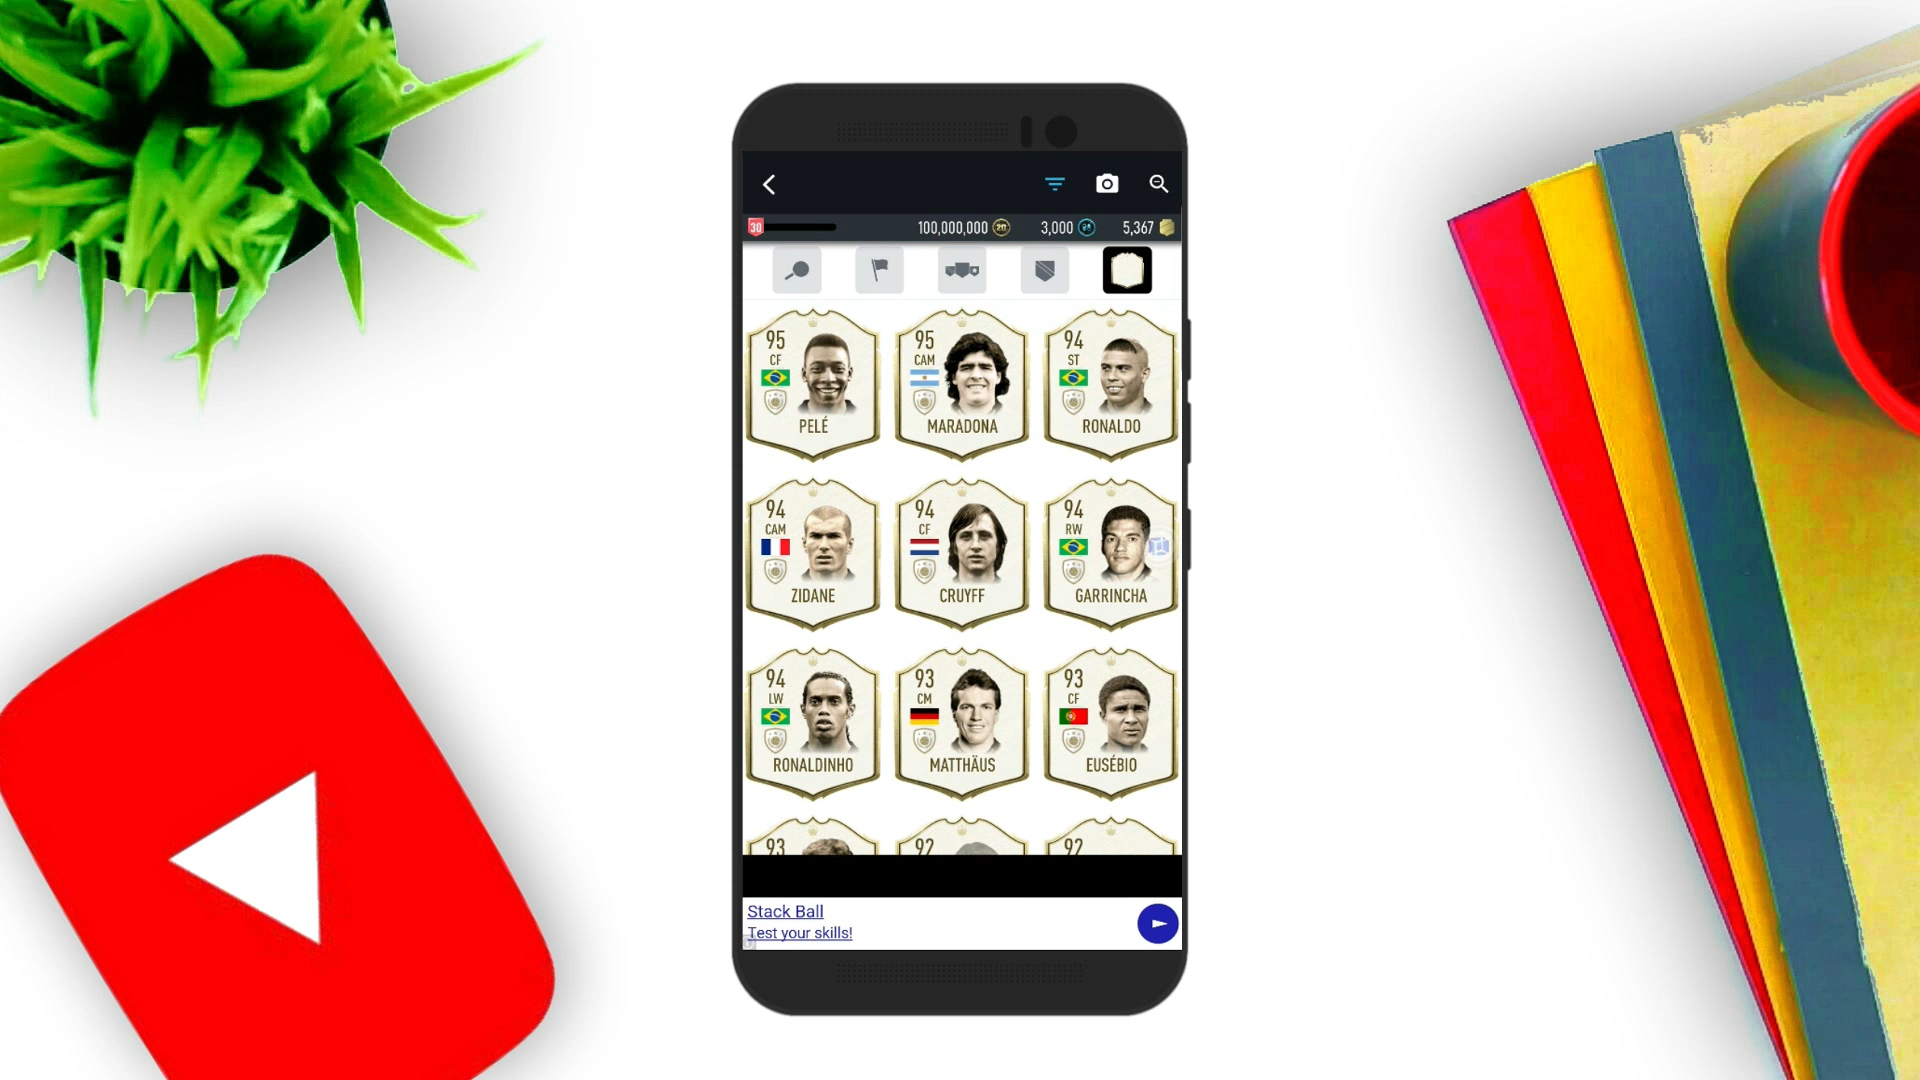 30 100,000,000 20 3,000 5,367
95 CF PELÉ
95 CAM MARADONA
94 ST RONALDO
94 CAM ZIDANE
94 CF CRUYFF
94 RW GARRINCHA
94 LW RONALDINHO
93 CM MATTHÄUS
93 CF EUSÉBIO
93 92 92
Stack Ball
Test your skills!